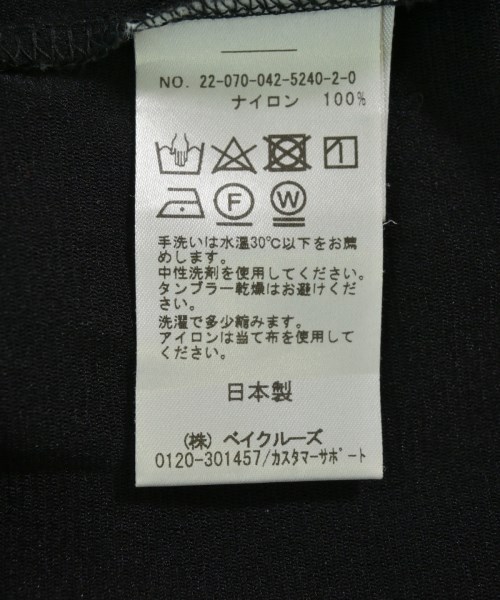 NO. 22-070-042-5240-2-0
ナイロン 100%
F W
手洗いは水温30℃以下をお薦
めします。
中性洗剤を使用してください。
タンブラー乾燥はお避けくだ
さい。
洗濯で多少縮みます。
アイロンは当て布を使用して
ください。
日本製
(株) ベイクルーズ
0120-301457/カスタマーサポート